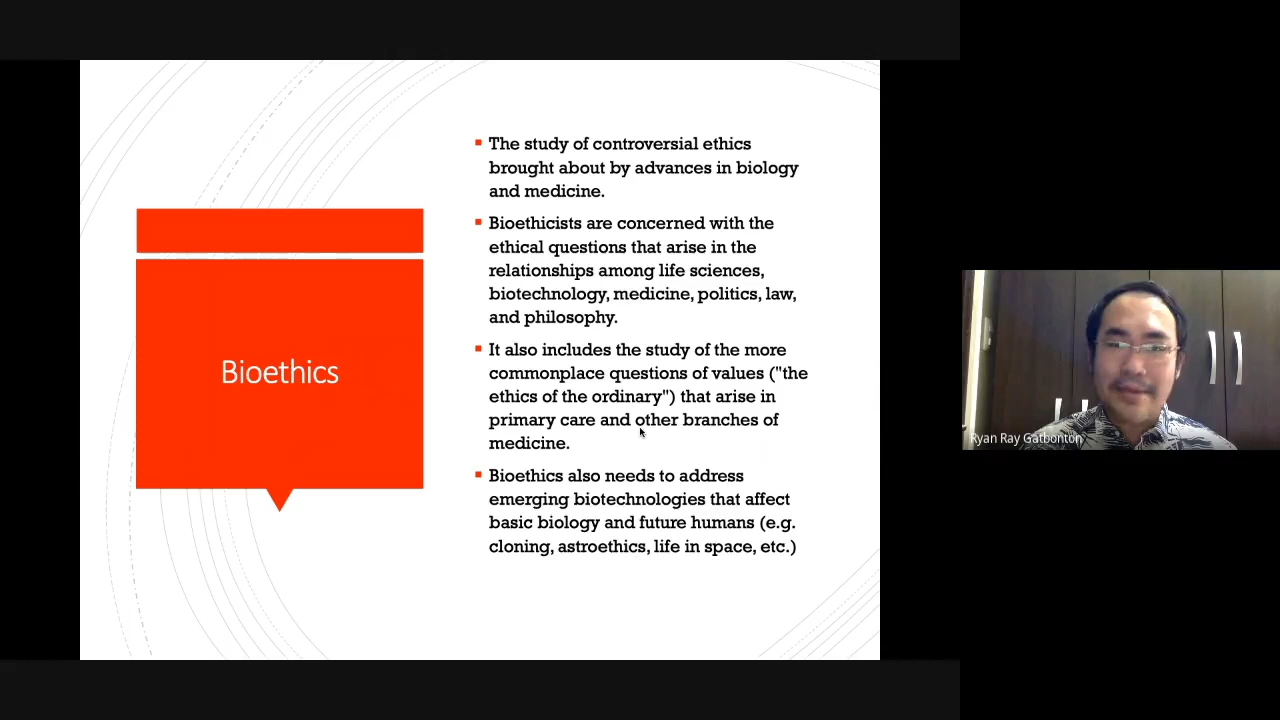 Bioethics
The study of controversial ethics
brought about by advances in biology
and medicine.
Bioethicists are concerned with the
ethical questions that arise in the
relationships among life sciences,
biotechnology, medicine, politics, law,
and philosophy.
It also includes the study of the more
commonplace questions of values ("the
ethics of the ordinary") that arise in
primary care and other branches of
medicine.
Bioethics also needs to address
emerging biotechnologies that affect
basic biology and future humans (e.g.
cloning, astroethics, life in space, etc.)
Ryan Ray Gatbonton